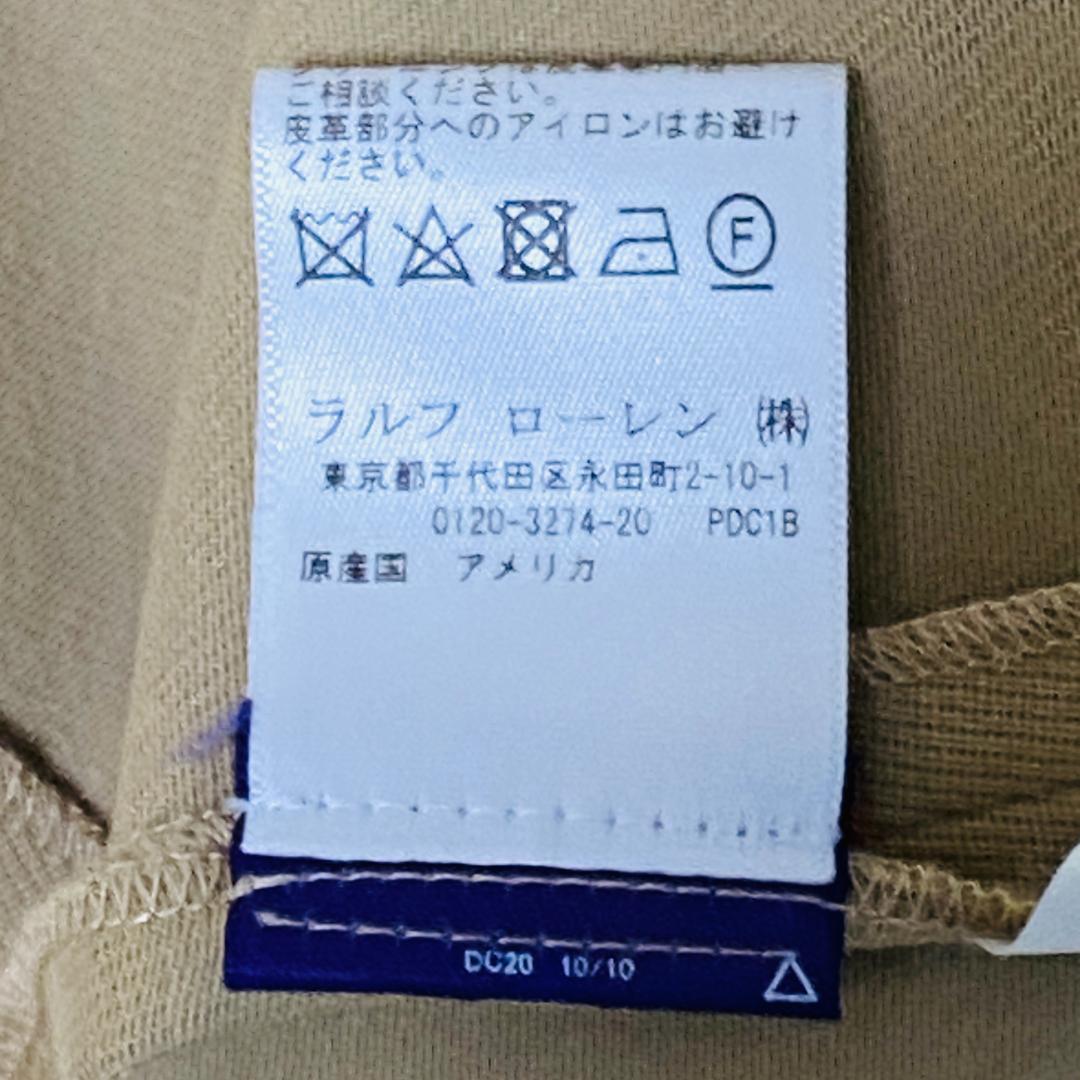 ご相談ください。
皮革部分へのアイロンはお避け
ください。
F
ラルフ ローレン ㈱
東京都千代田区永田町2-10-1
0120-3274-20 PDC1B
原産国 アメリカ
DC20 10/10